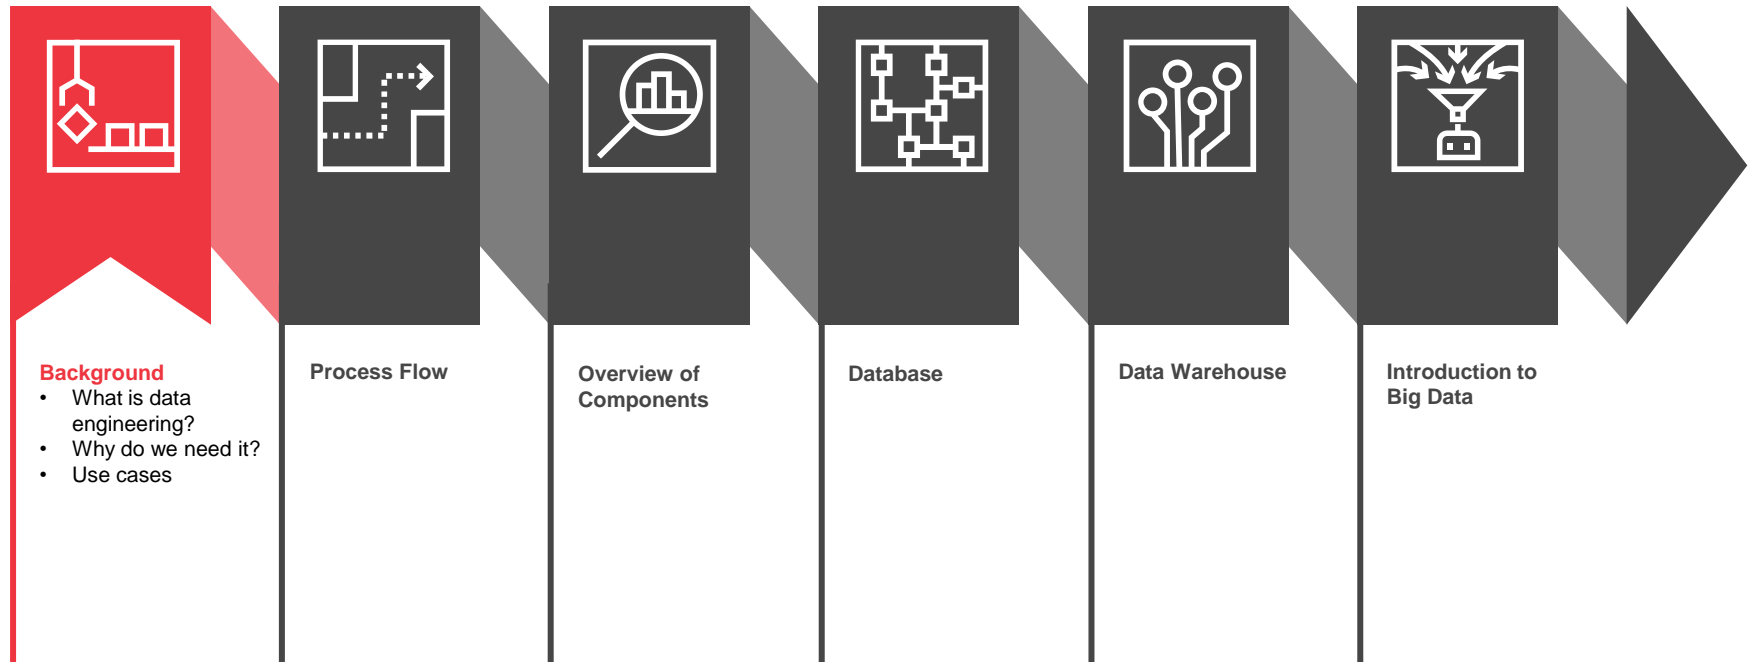 Background
• What is data
engineering?
• Why do we need it?
• Use cases
Process Flow
Overview of
Components
Database
Data Warehouse
Introduction to
Big Data